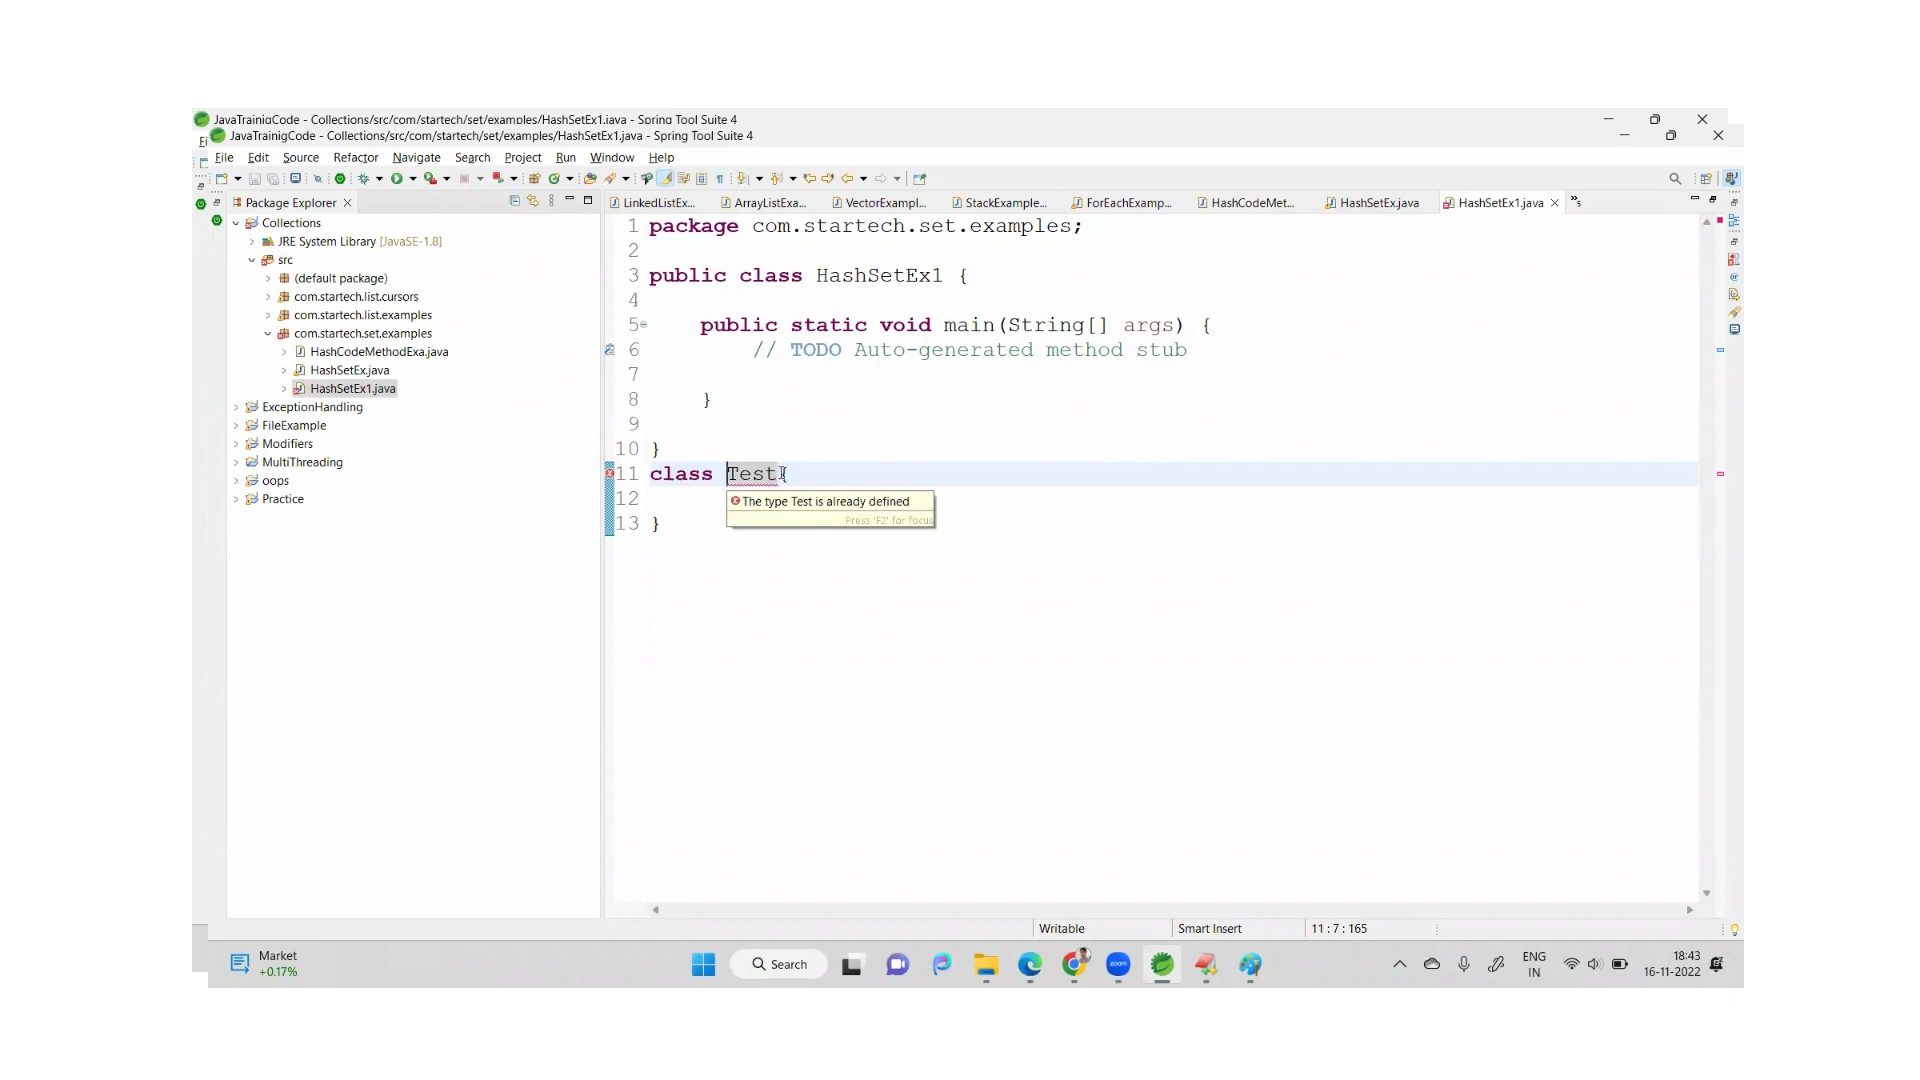 JavaTrainigCode - Collections/src/com/startech/set/examples/HashSetEx1.java - Spring Tool Suite 4
JavaTrainigCode - Collections/src/com/startech/set/examples/HashSetEx1.java - Spring Tool Suite 4
File Edit Source Refactor Navigate Search Project Run Window Help
Package Explorer
LinkedListEx... ArrayListExa... VectorExampl... StackExample... ForEachExamp... HashCodeMet... HashSetEx.java HashSetEx1.java »5
Collections
JRE System Library [JavaSE-1.8]
src
(default package)
com.startech.list.cursors
com.startech.list.examples
com.startech.set.examples
HashCodeMethodExa.java
HashSetEx.java
HashSetEx1.java
ExceptionHandling
FileExample
Modifiers
MultiThreading
oops
Practice
1 package com.startech.set.examples;
2
3 public class HashSetEx1 {
4
5 public static void main(String[] args) {
6 // TODO Auto-generated method stub
7
8 }
9
10 }
11 class Test{
12
13 }
The type Test is already defined
Press 'F2' for focus
Writable Smart Insert 11 : 7 : 165
Market
+0.17%
Search
zoom
ENG
IN
18:43
16-11-2022